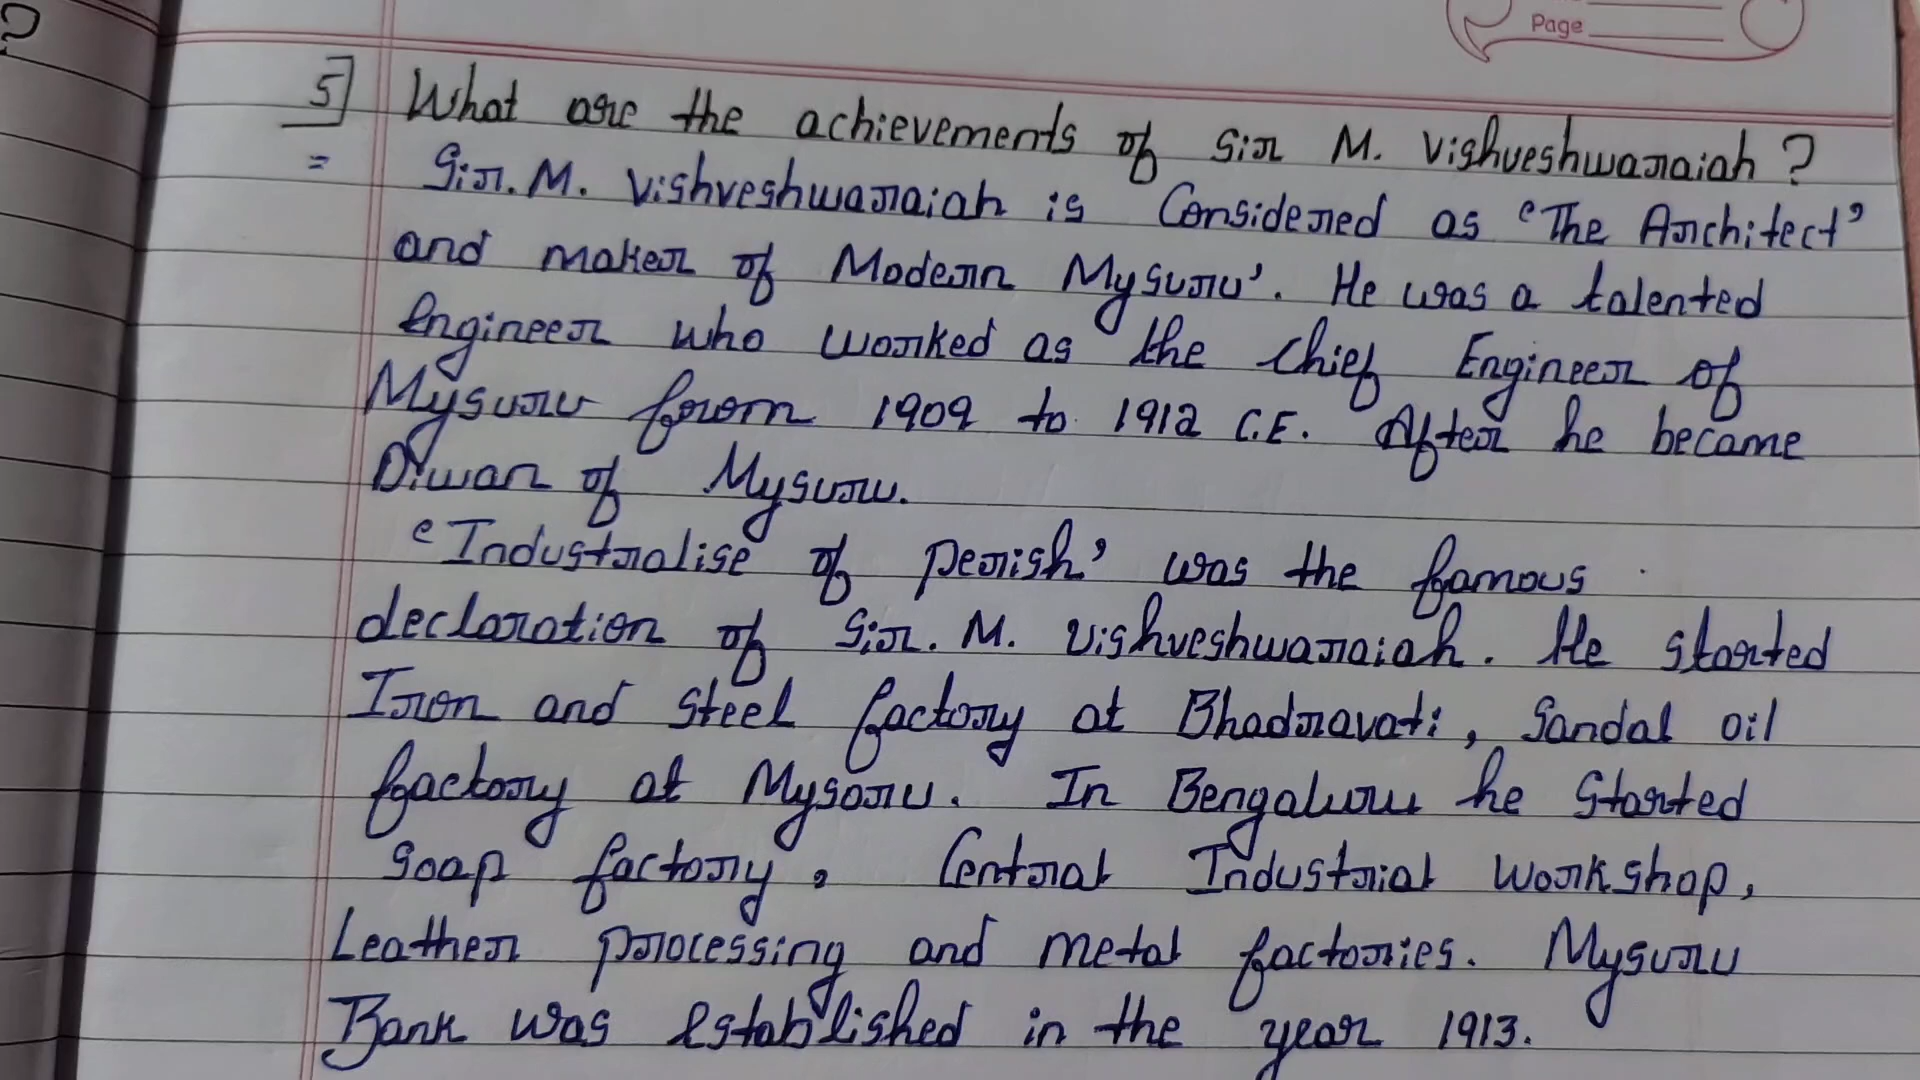 ?
Page
5] What are the achievements of Sir M. Vishveshwaraiah ?
= Sir. M. Vishveshwaraiah is Considered as 'The Architect'
and maker of Modern Mysuru'. He was a talented
Engineer who worked as the Chief Engineer of
Mysuru from 1909 to 1912 C.E. After he became
Diwan of Mysuru.
'Industralise of perish' was the famous
declaration of Sir. M. Vishveshwaraiah. He started
Iron and Steel factory at Bhadravati, Sandal oil
factory at Mysoru. In Bengaluru he Started
Soap factory, Central Industrial Workshop,
Leather processing and metal factories. Mysuru
Bank was Established in the year 1913.